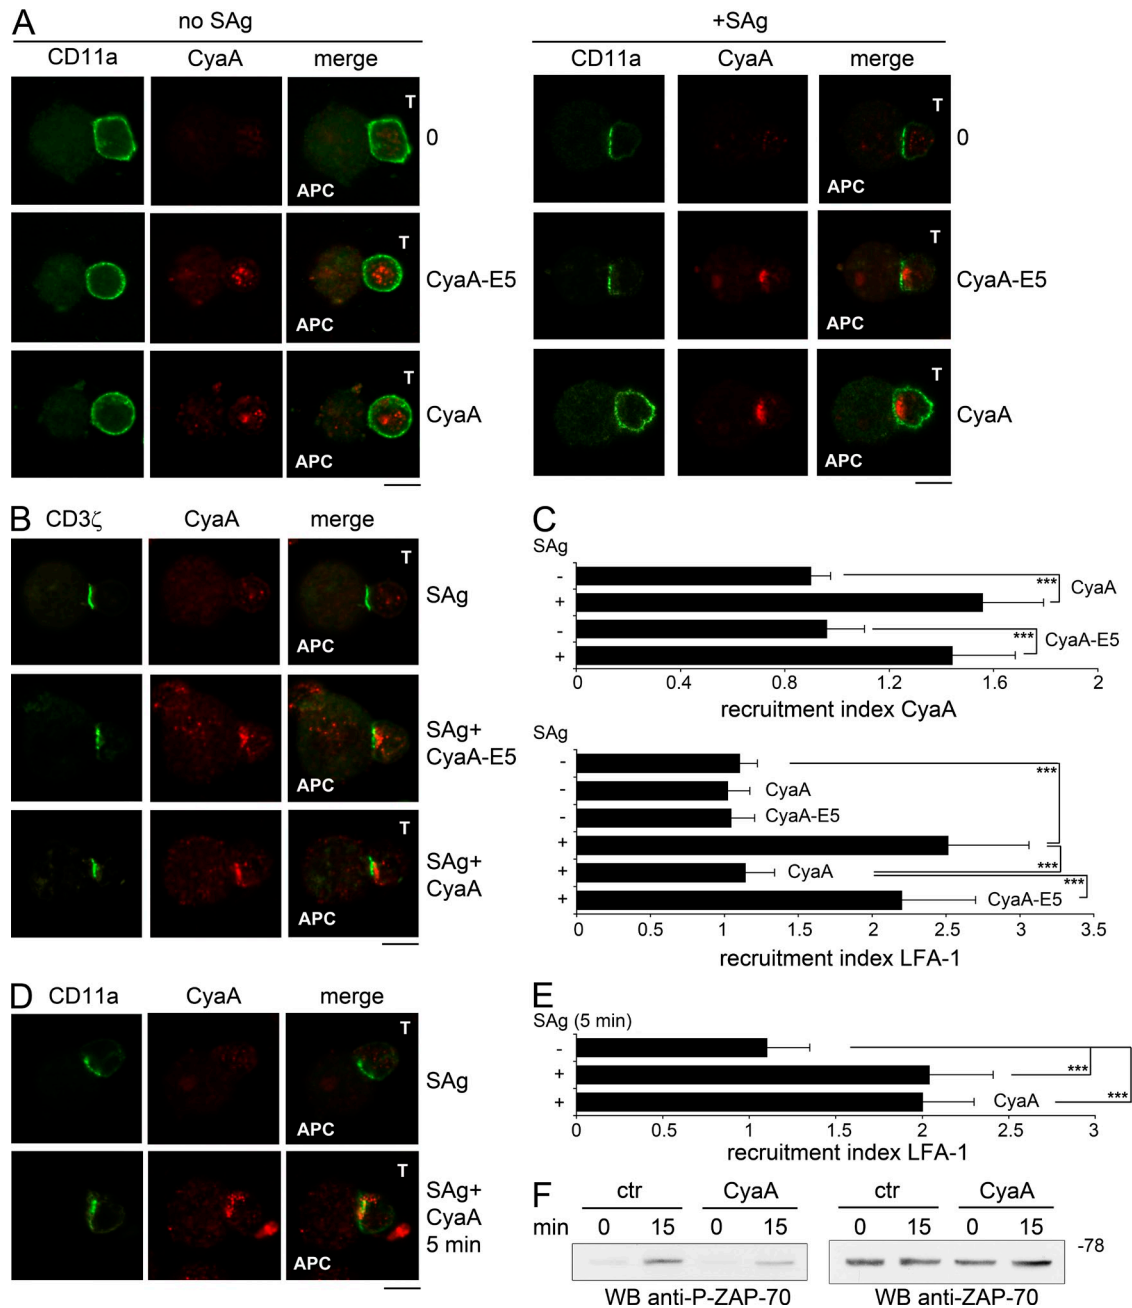 A
no SAg
+SAg
CD11a CyaA merge
CD11a CyaA merge
T
0
APC
T
0
APC
T
CyaA-E5
APC
T
CyaA-E5
APC
T
CyaA
APC
T
CyaA
APC
B
CD3ζ CyaA merge
T
SAg
APC
T
SAg+
CyaA-E5
APC
T
SAg+
CyaA
APC
C
SAg
-
+
-
+
*** CyaA
*** CyaA-E5
0 0.4 0.8 1.2 1.6 2
recruitment index CyaA
SAg
-
- CyaA
- CyaA-E5
+
+ CyaA
+ CyaA-E5
***
***
***
0 0.5 1 1.5 2 2.5 3 3.5
recruitment index LFA-1
D
CD11a CyaA merge
T
SAg
APC
T
SAg+
CyaA
5 min
APC
E
SAg (5 min)
-
+ ***
+ CyaA ***
0 0.5 1 1.5 2 2.5 3
recruitment index LFA-1
F
ctr CyaA ctr CyaA
min 0 15 0 15 0 15 0 15
-78
WB anti-P-ZAP-70 WB anti-ZAP-70